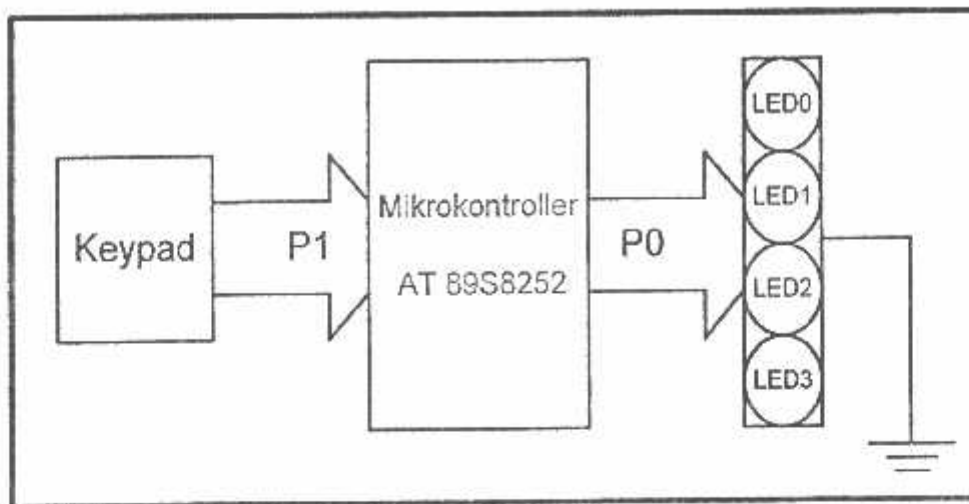 Keypad
P1
Mikrokontroller
AT 89S8252
P0
LED0
LED1
LED2
LED3